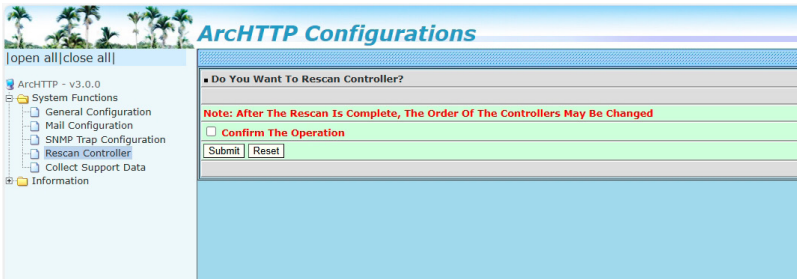 ArcHTTP Configurations
|open all|close all|
ArcHTTP - v3.0.0
System Functions
General Configuration
Mail Configuration
SNMP Trap Configuration
Rescan Controller
Collect Support Data
Information
Do You Want To Rescan Controller?
Note: After The Rescan Is Complete, The Order Of The Controllers May Be Changed
Confirm The Operation
Submit Reset